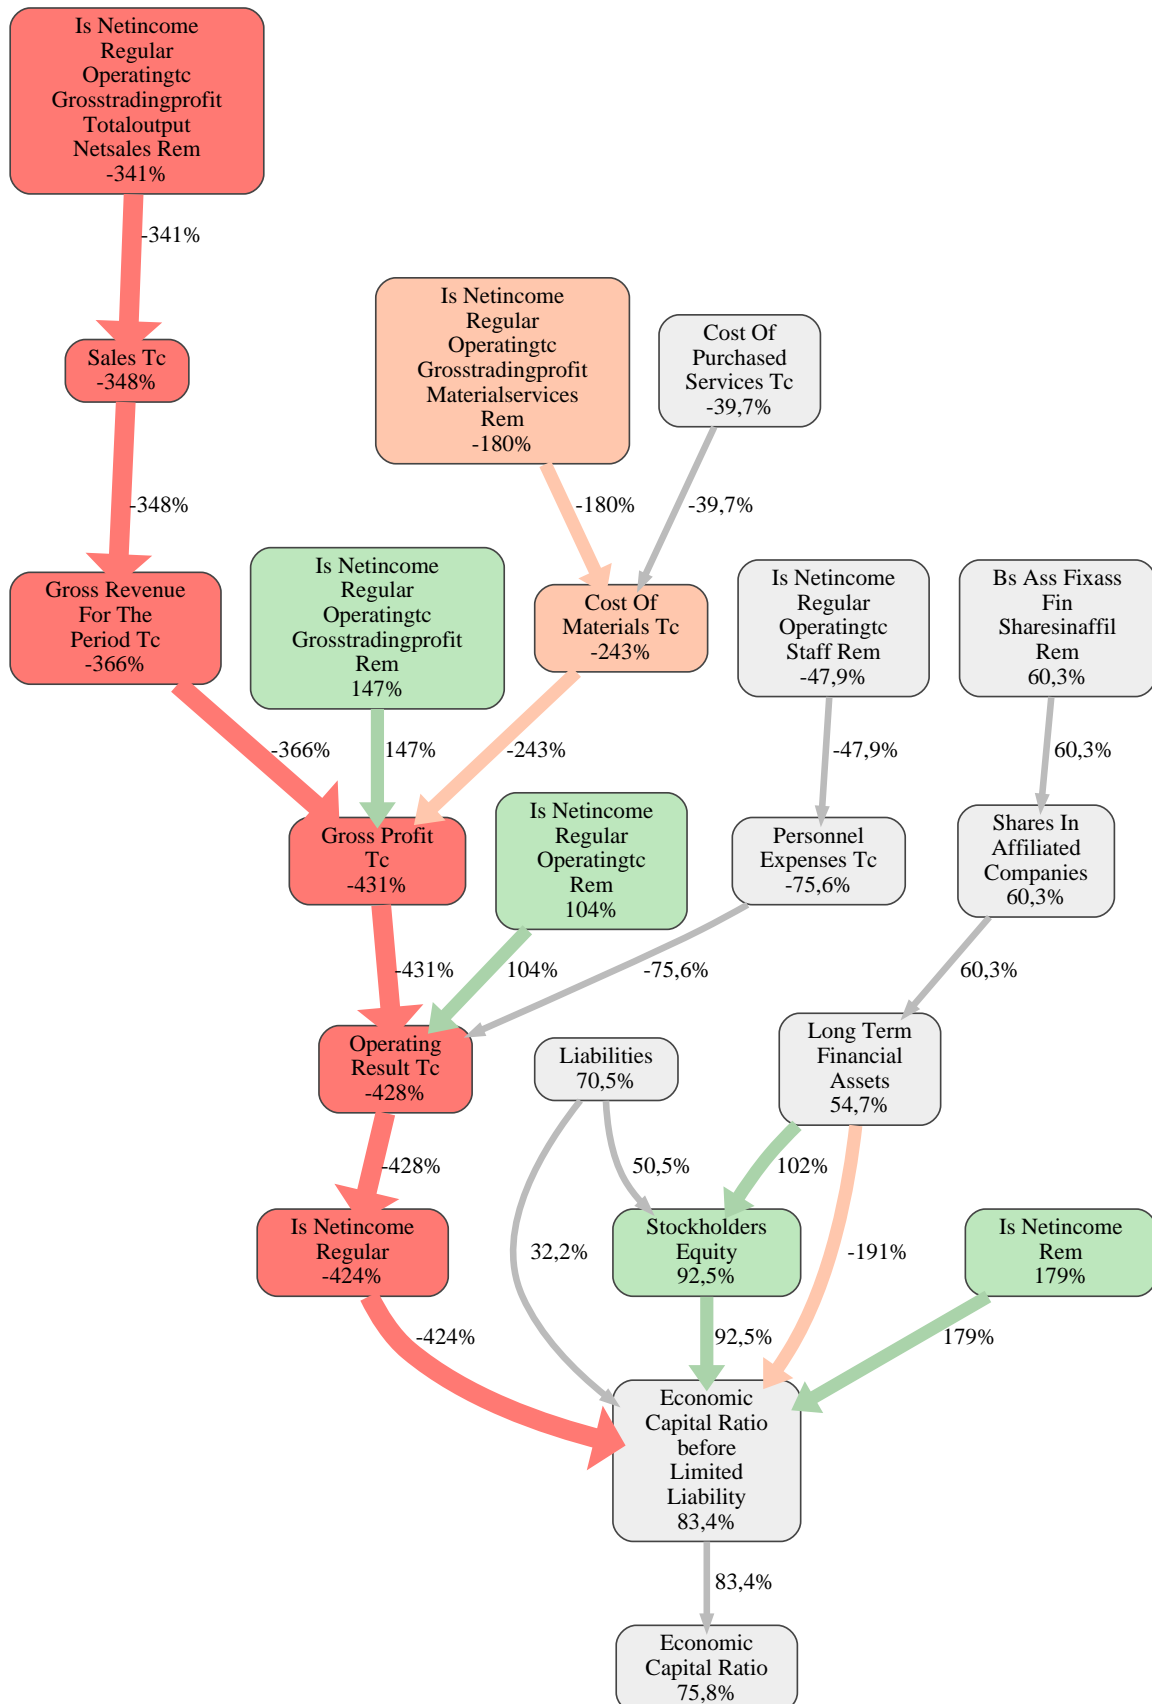 Is Netincome
Regular
Operatingtc
Grosstradingprofit
Totaloutput
Netsales Rem
-341%
-341%
Sales Tc
-348%
Is Netincome
Regular
Operatingtc
Grosstradingprofit
Materialservices
Rem
-180%
Cost Of
Purchased
Services Tc
-39,7%
-348%
-180%
-39,7%
Gross Revenue
For The
Period Tc
-366%
Is Netincome
Regular
Operatingtc
Grosstradingprofit
Rem
147%
Cost Of
Materials Tc
-243%
Is Netincome
Regular
Operatingtc
Staff Rem
-47,9%
Bs Ass Fixass
Fin
Sharesinaffil
Rem
60,3%
-366%
147%
-243%
-47,9%
60,3%
Gross Profit
Tc
-431%
Is Netincome
Regular
Operatingtc
Rem
104%
Personnel
Expenses Tc
-75,6%
Shares In
Affiliated
Companies
60,3%
-431%
104%
-75,6%
60,3%
Operating
Result Tc
-428%
Liabilities
70,5%
Long Term
Financial
Assets
54,7%
-428%
50,5%
102%
Is Netincome
Regular
-424%
32,2%
Stockholders
Equity
92,5%
-191%
Is Netincome
Rem
179%
-424%
92,5%
179%
Economic
Capital Ratio
before
Limited
Liability
83,4%
83,4%
Economic
Capital Ratio
75,8%